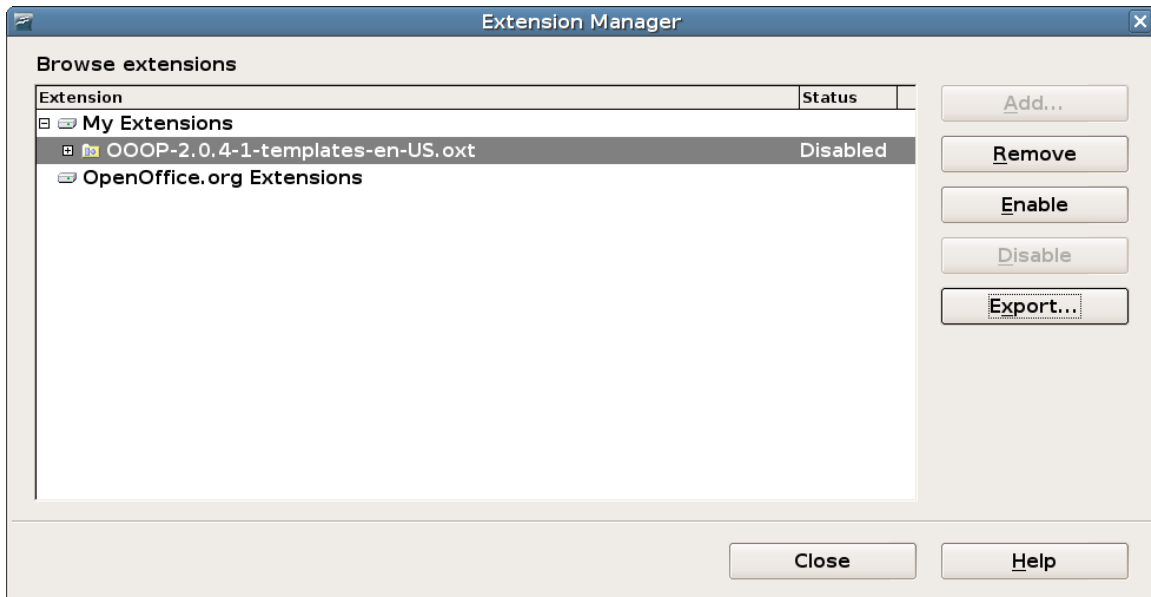 Extension Manager
Browse extensions
Extension Status
My Extensions
OOOP-2.0.4-1-templates-en-US.oxt Disabled
OpenOffice.org Extensions
Add...
Remove
Enable
Disable
Export...
Close Help